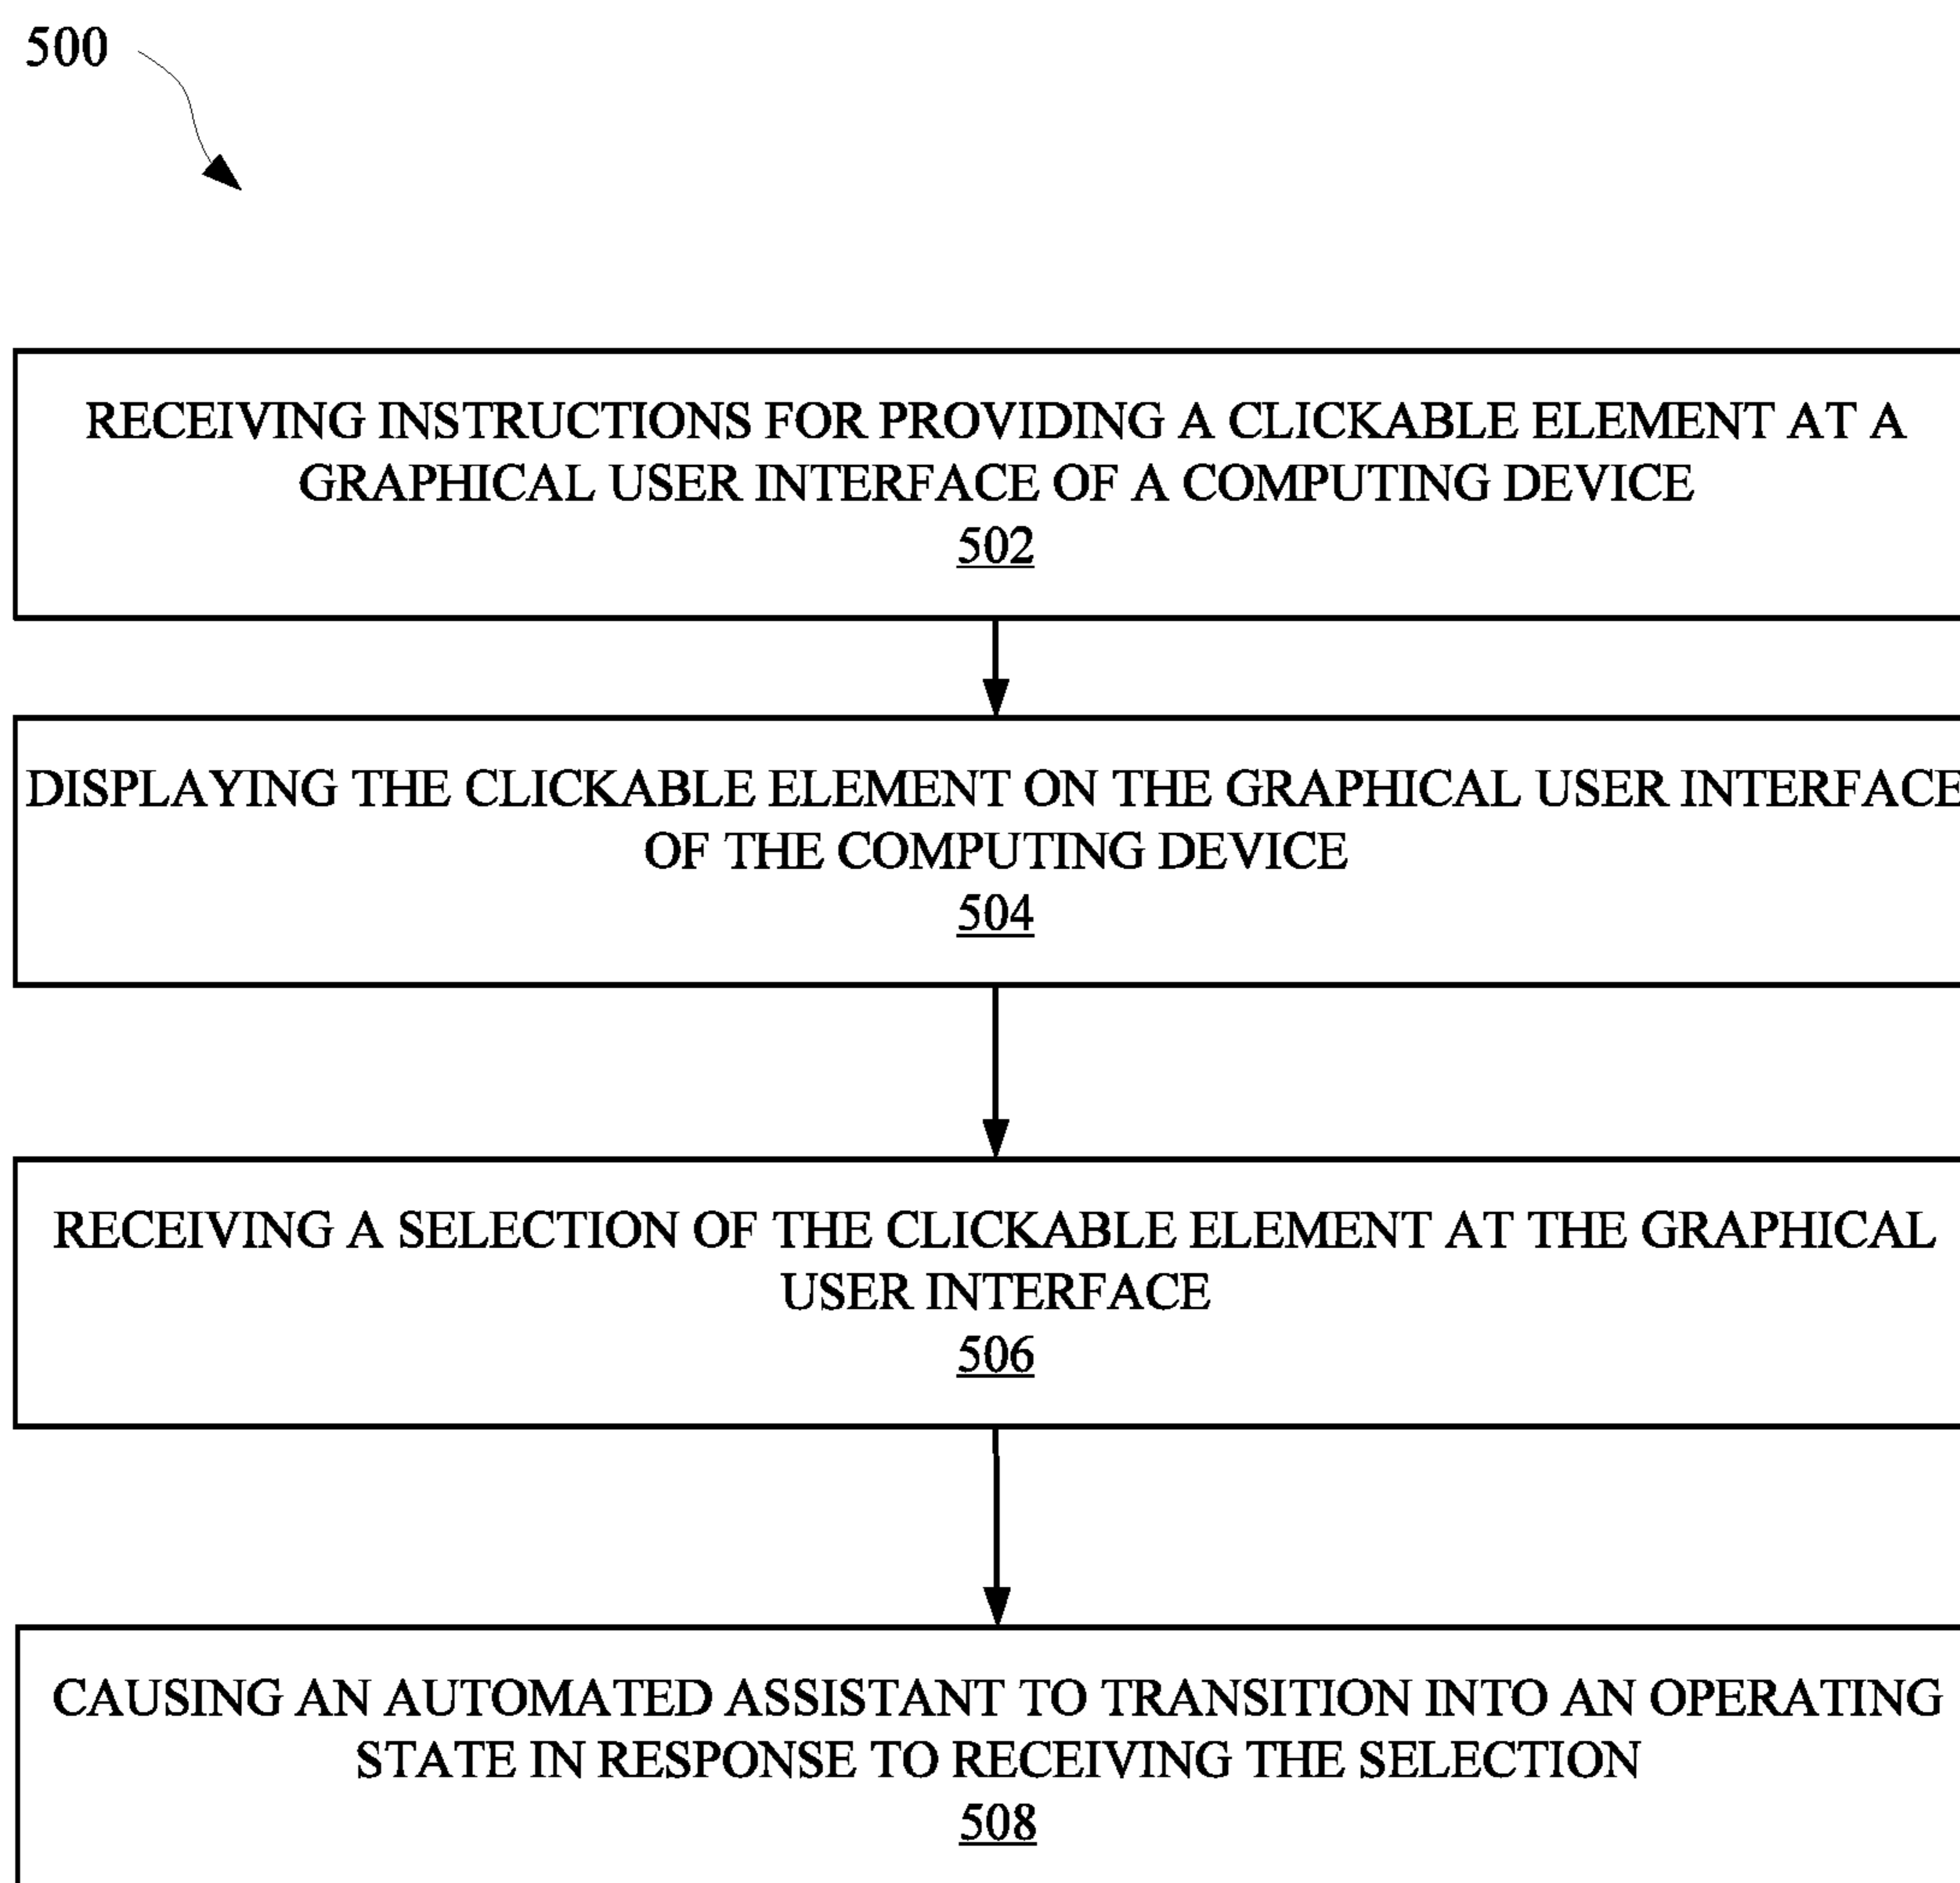 500
RECEIVING INSTRUCTIONS FOR PROVIDING A CLICKABLE ELEMENT AT A
GRAPHICAL USER INTERFACE OF A COMPUTING DEVICE
502
DISPLAYING THE CLICKABLE ELEMENT ON THE GRAPHICAL USER INTERFACE
OF THE COMPUTING DEVICE
504
RECEIVING A SELECTION OF THE CLICKABLE ELEMENT AT THE GRAPHICAL
USER INTERFACE
506
CAUSING AN AUTOMATED ASSISTANT TO TRANSITION INTO AN OPERATING
STATE IN RESPONSE TO RECEIVING THE SELECTION
508